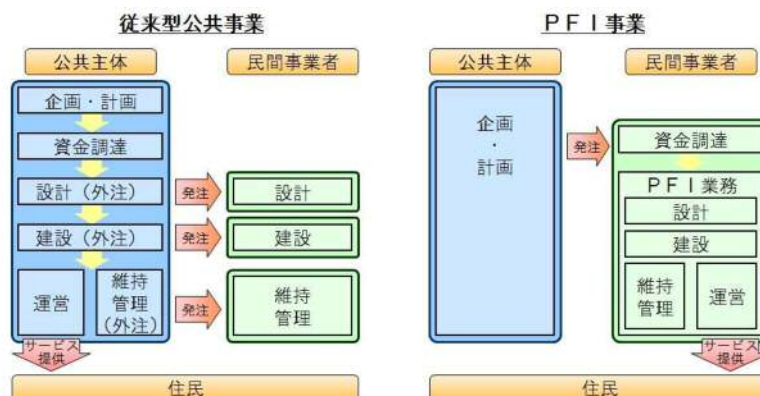 従来型公共事業
公共主体
民間事業者
企画・計画
資金調達
設計（外注）
発注
設計
建設（外注）
発注
建設
運営
維持
管理
（外注）
発注
維持
管理
サービス
提供
住民
ＰＦＩ事業
公共主体
民間事業者
企画
・
計画
発注
資金調達
ＰＦＩ業務
設計
建設
維持
管理
運営
サービス
提供
住民